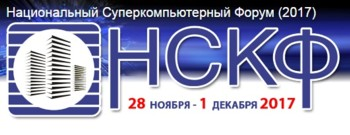 Национальный Суперкомпьютерный Форум (2017)
НСКФ
28 НОЯБРЯ - 1 ДЕКАБРЯ 2017